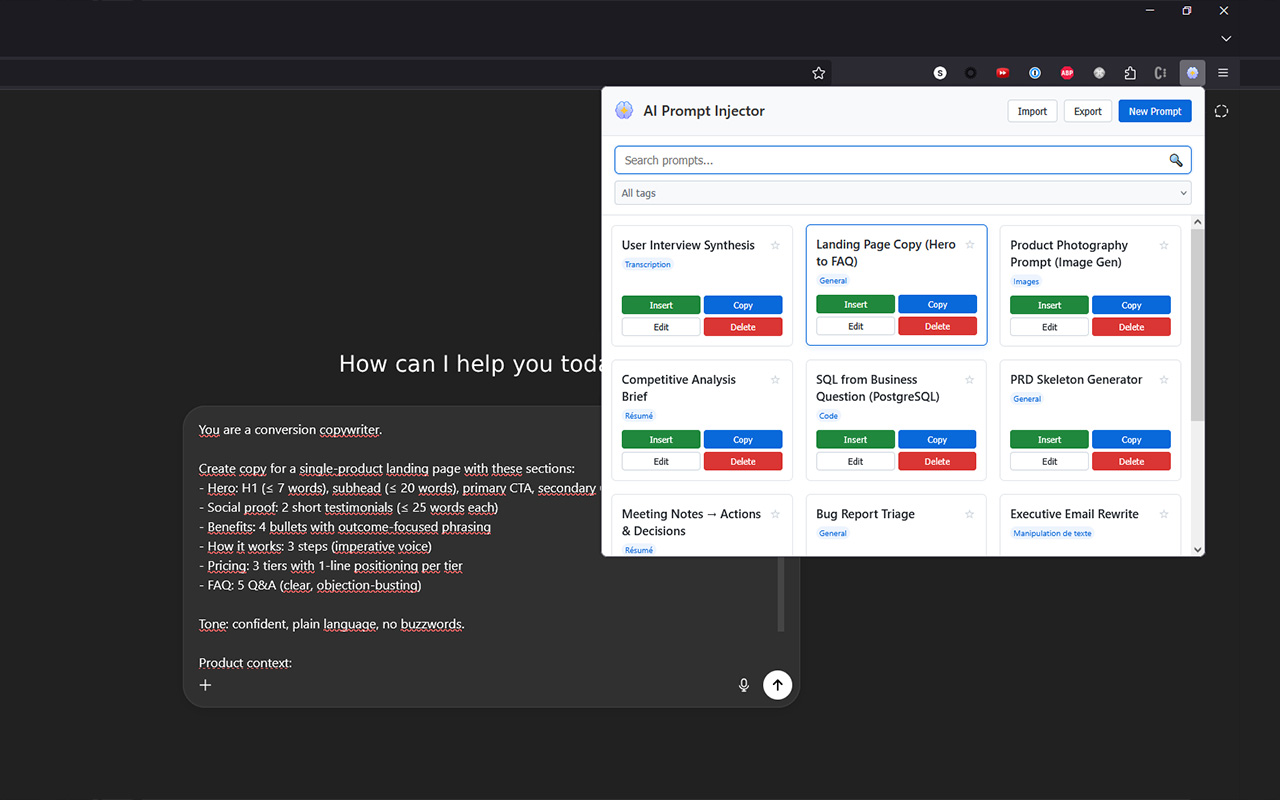 S
ABP
AI Prompt Injector
Import
Export
New Prompt
Search prompts...
All tags
User Interview Synthesis
Transcription
Insert
Copy
Edit
Delete
Landing Page Copy (Hero
to FAQ)
General
Insert
Copy
Edit
Delete
Product Photography
Prompt (Image Gen)
Images
Insert
Copy
Edit
Delete
Competitive Analysis
Brief
Résumé
Insert
Copy
Edit
Delete
SQL from Business
Question (PostgreSQL)
Code
Insert
Copy
Edit
Delete
PRD Skeleton Generator
General
Insert
Copy
Edit
Delete
Meeting Notes → Actions
& Decisions
Résumé
Bug Report Triage
General
Executive Email Rewrite
Manipulation de texte
How can I help you
You are a conversion copywriter.
Create copy for a single-product landing page with these sections:
- Hero: H1 (≤ 7 words), subhead (≤ 20 words), primary CTA, secondary
- Social proof: 2 short testimonials (≤ 25 words each)
- Benefits: 4 bullets with outcome-focused phrasing
- How it works: 3 steps (imperative voice)
- Pricing: 3 tiers with 1-line positioning per tier
- FAQ: 5 Q&A (clear, objection-busting)
Tone: confident, plain language, no buzzwords.
Product context: